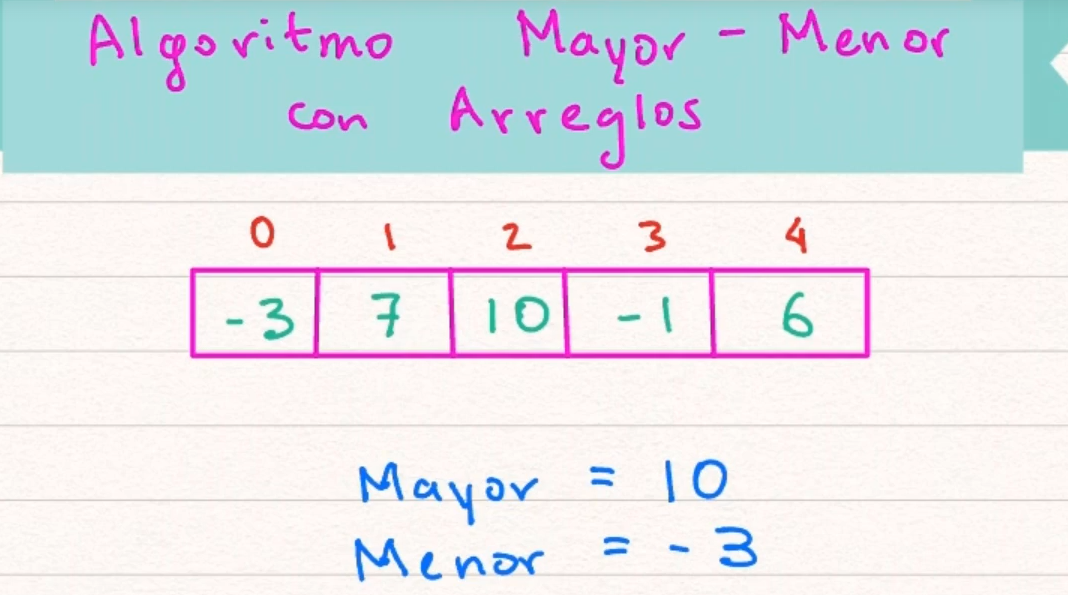 Algoritmo Mayor - Menor
con Arreglos
0 1 2 3 4
-3 7 10 -1 6
Mayor = 10
Menor = -3